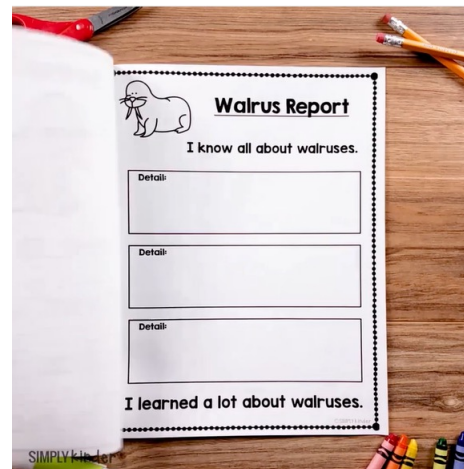 Walrus Report
I know all about walruses.
Detail:
Detail:
Detail:
I learned a lot about walruses.
SIMPLY kinder